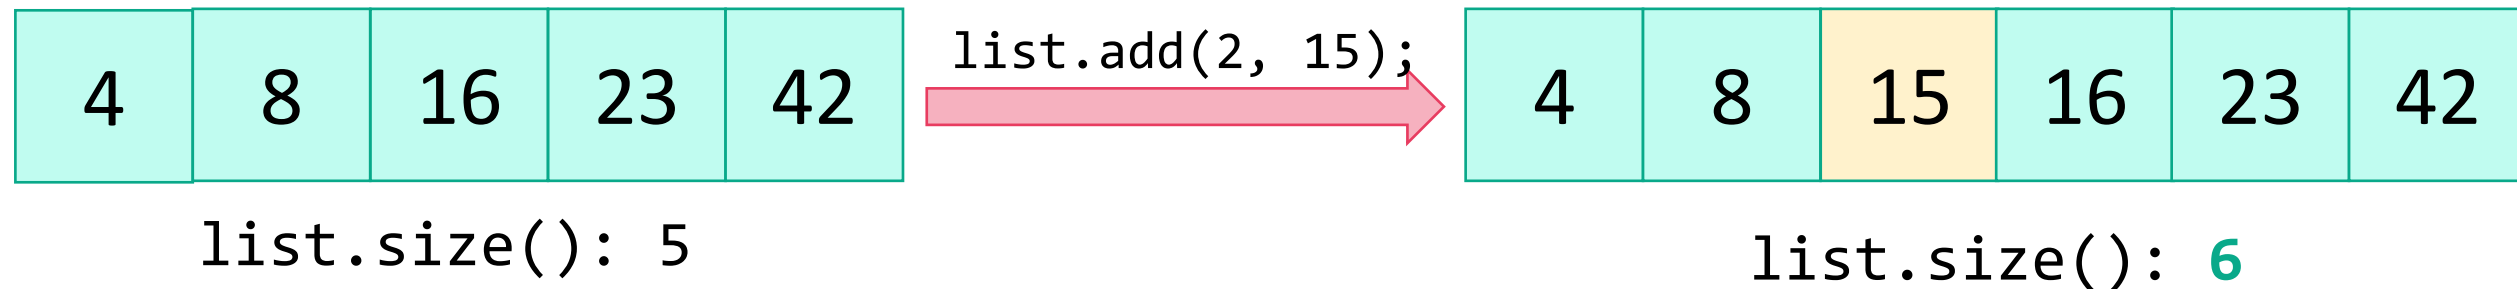 4 8 16 23 42
list.add(2, 15);
4 8 15 16 23 42
list.size(): 5
list.size(): 6